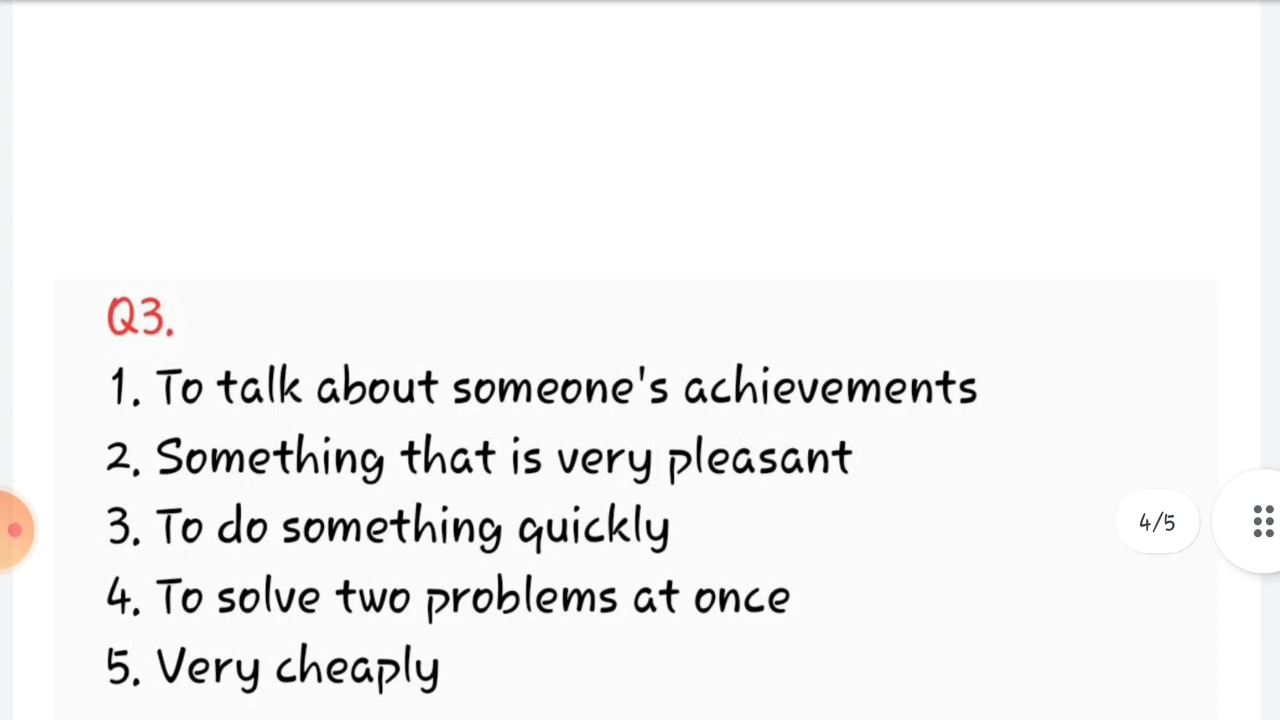 Q3.
1. To talk about someone's achievements
2. Something that is very pleasant
3. To do something quickly
4/5
4. To solve two problems at once
5. Very cheaply